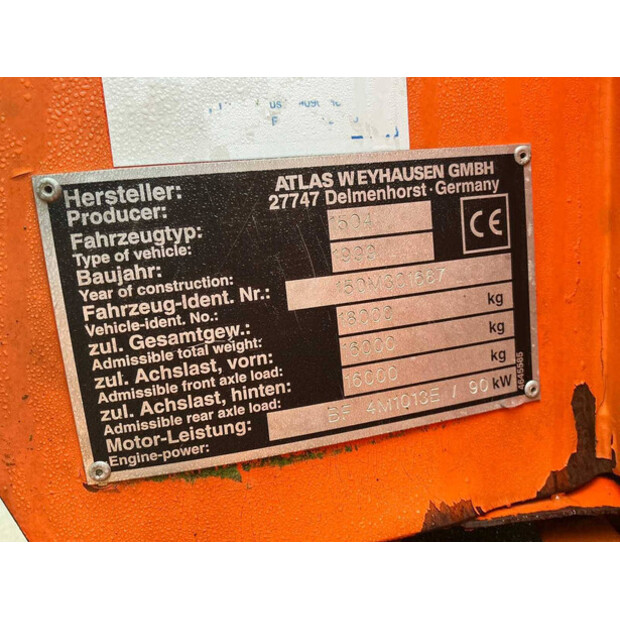 Hersteller: ATLAS WEYHAUSEN GMBH
Producer: 27747 Delmenhorst · Germany
Fahrzeugtyp: 1504
Type of vehicle:
Baujahr:
Year of construction:
Fahrzeug-Ident. Nr.:
Vehicle-ident. No.:
zul. Gesamtgew.: 18000 kg
Admissible total weight:
zul. Achslast, vorn: 16000 kg
Admissible front axle load:
zul. Achslast, hinten: 16000 kg
Admissible rear axle load:
Motor-Leistung: BF 4M1013E / 90 kW
Engine-power:
CE